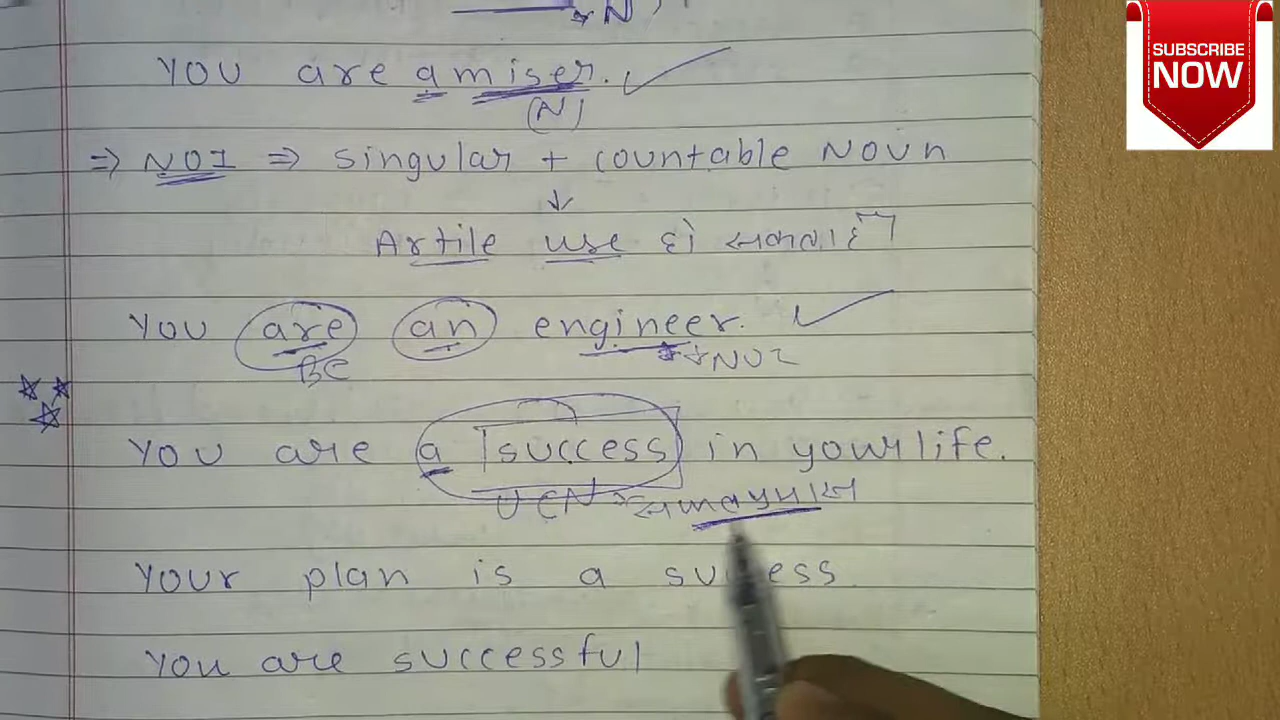 → N
SUBSCRIBE
NOW
You are a miser. ✓
(N)
⇒ NO1 ⇒ singular + countable Noun
↓
Artile use हो
You are an engineer. ✓
BE
You are a success in your life.
UCN
Your plan is a success
You are successful